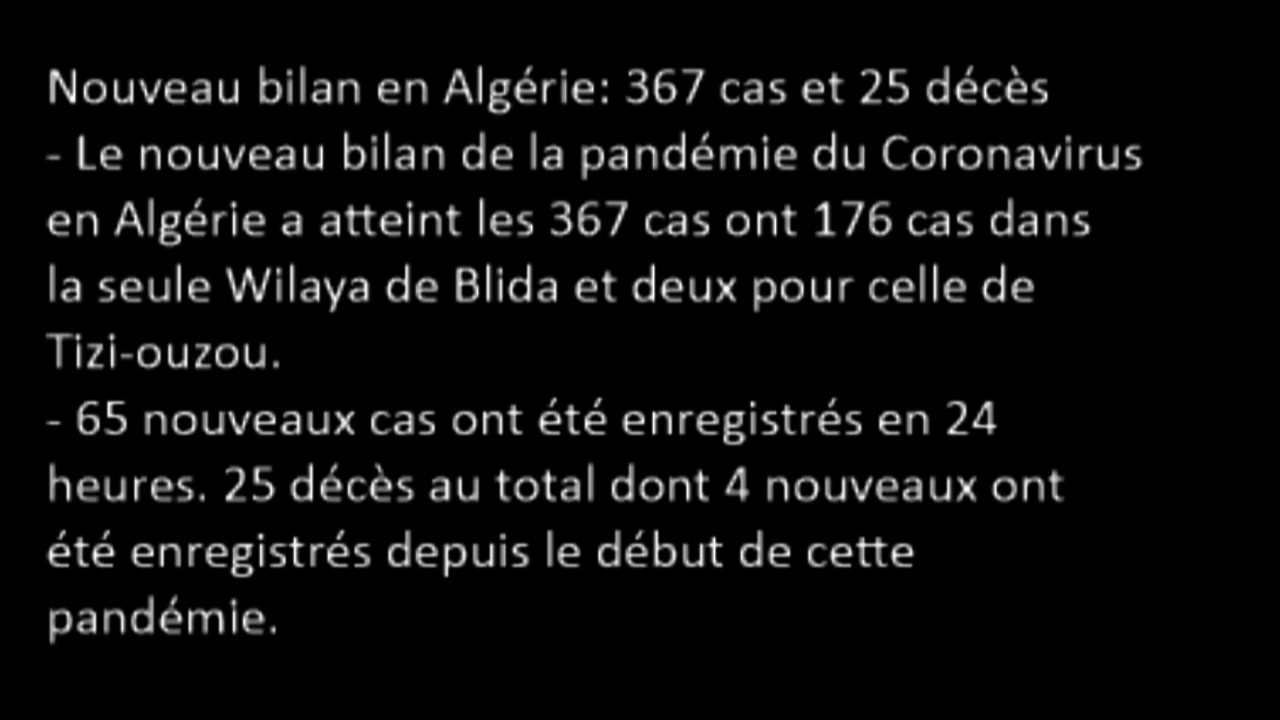 Nouveau bilan en Algérie: 367 cas et 25 décès
- Le nouveau bilan de la pandémie du Coronavirus
en Algérie a atteint les 367 cas ont 176 cas dans
la seule Wilaya de Blida et deux pour celle de
Tizi-ouzou.
- 65 nouveaux cas ont été enregistrés en 24
heures. 25 décès au total dont 4 nouveaux ont
été enregistrés depuis le début de cette
pandémie.